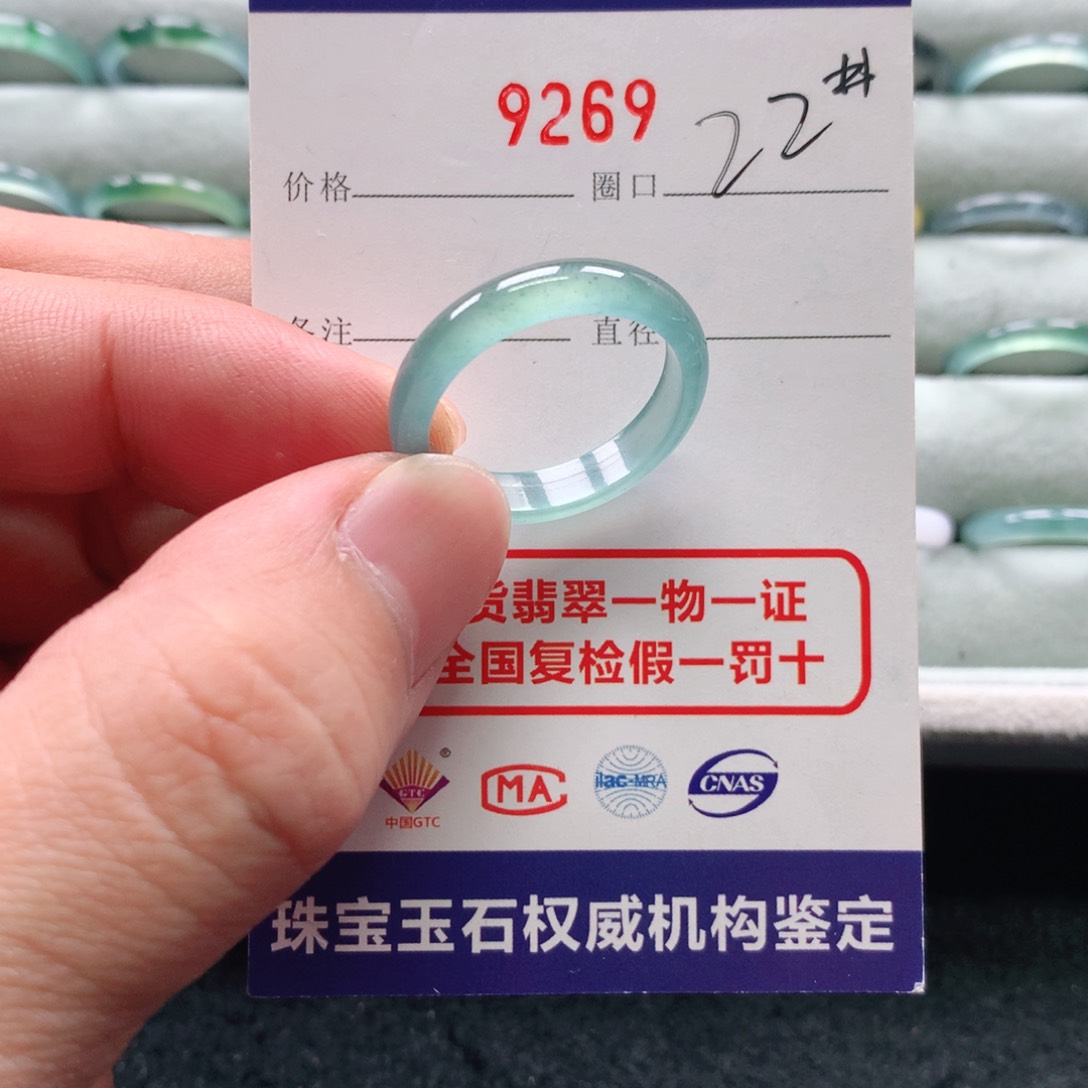 9269
22#
价格 圈口
备注 直径
货翡翠一物一证
全国复检假一罚十
GTC ® MA ilac-MRA CNAS
中国GTC
珠宝玉石权威机构鉴定